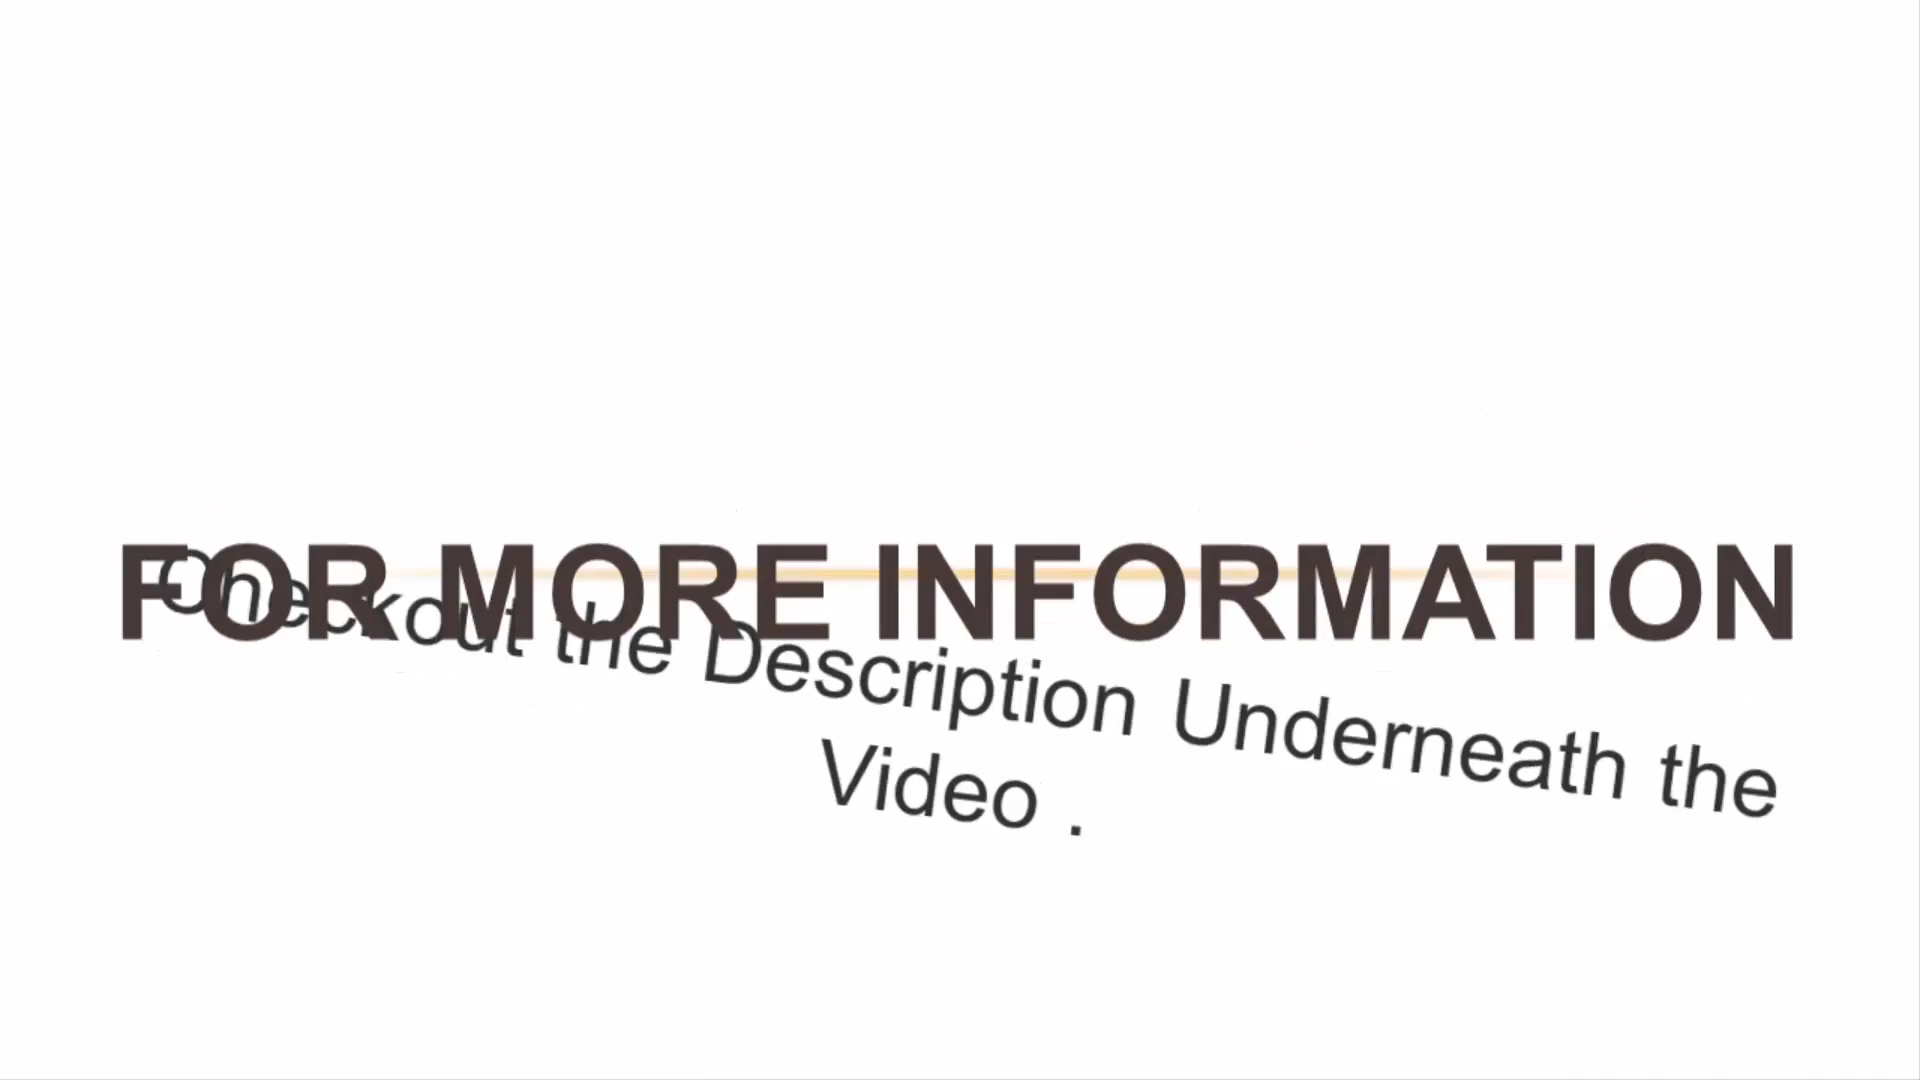 FOR MORE INFORMATION
Checkout the Description Underneath the
Video .